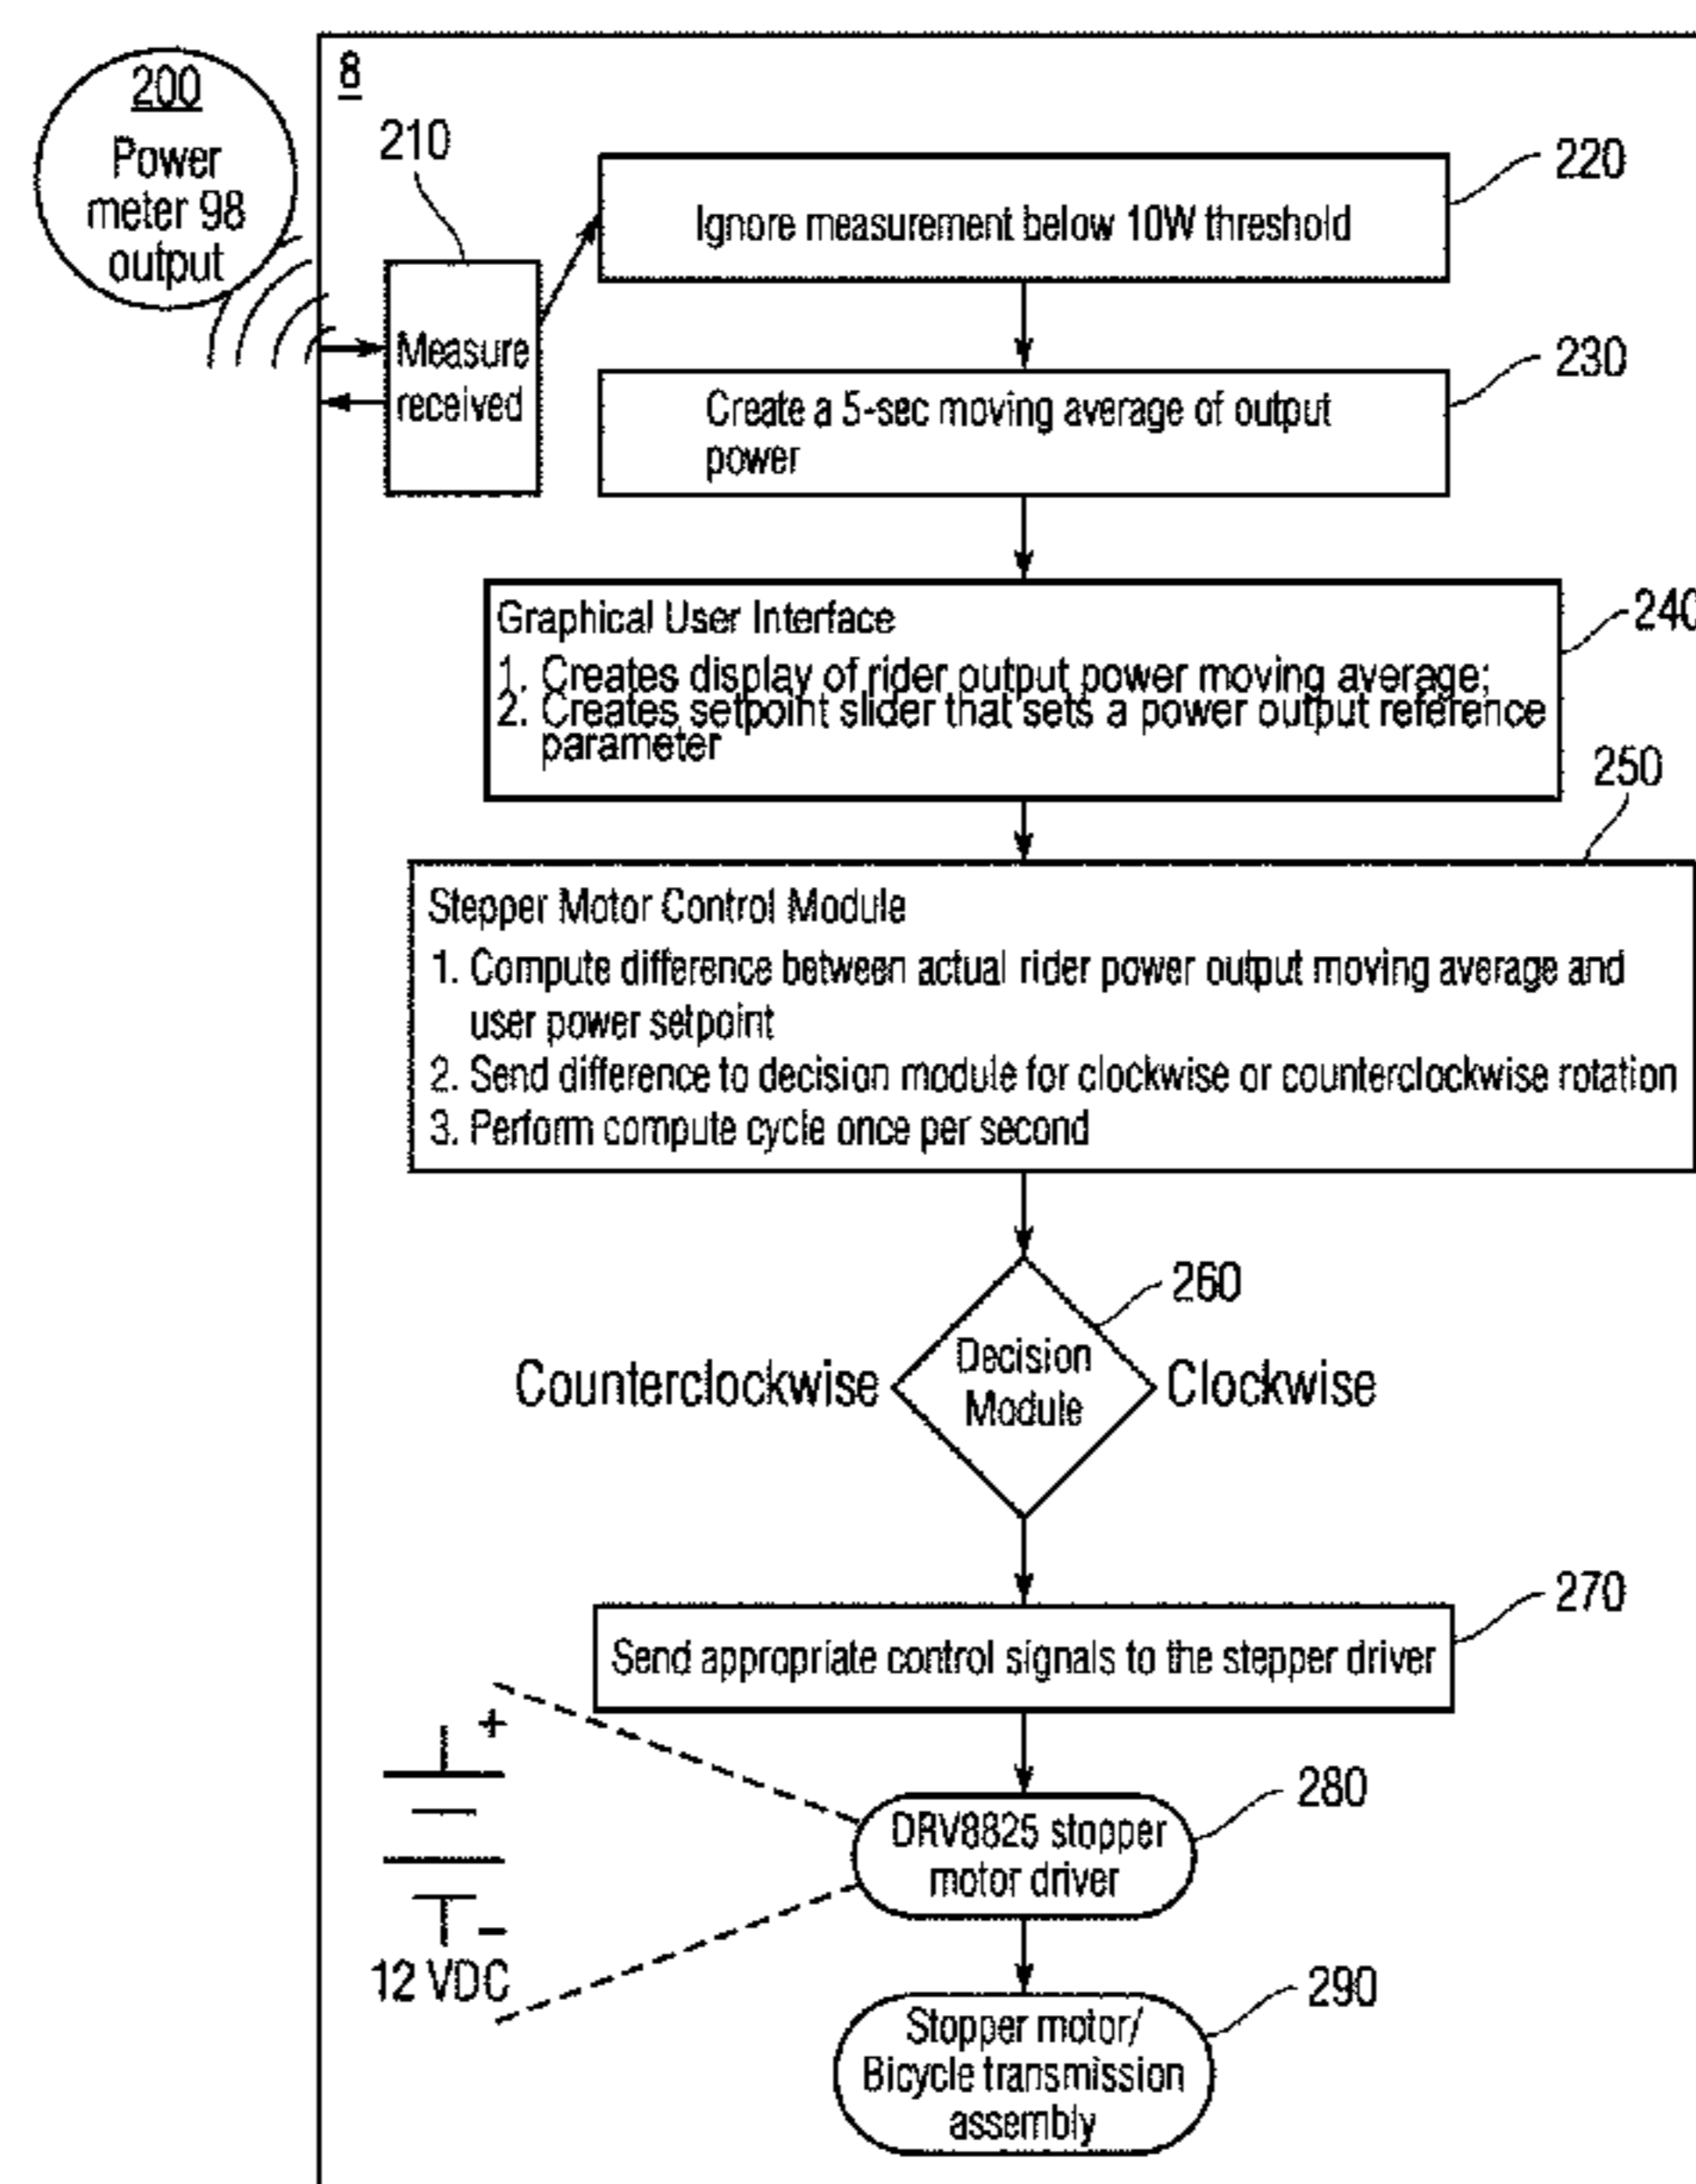 200
Power
meter 98
output
8
210
Measure
received
220
Ignore measurement below 10W threshold
230
Create a 5-sec moving average of output
power
240
Graphical User Interface
1. Creates display of rider output power moving average;
2. Creates setpoint slider that sets a power output reference
parameter
250
Stepper Motor Control Module
1. Compute difference between actual rider power output moving average and
user power setpoint
2. Send difference to decision module for clockwise or counterclockwise rotation
3. Perform compute cycle once per second
260
Counterclockwise
Decision
Module
Clockwise
270
Send appropriate control signals to the stepper driver
+
−
12 VDC
280
DRV8825 stopper
motor driver
290
Stopper motor/
Bicycle transmission
assembly